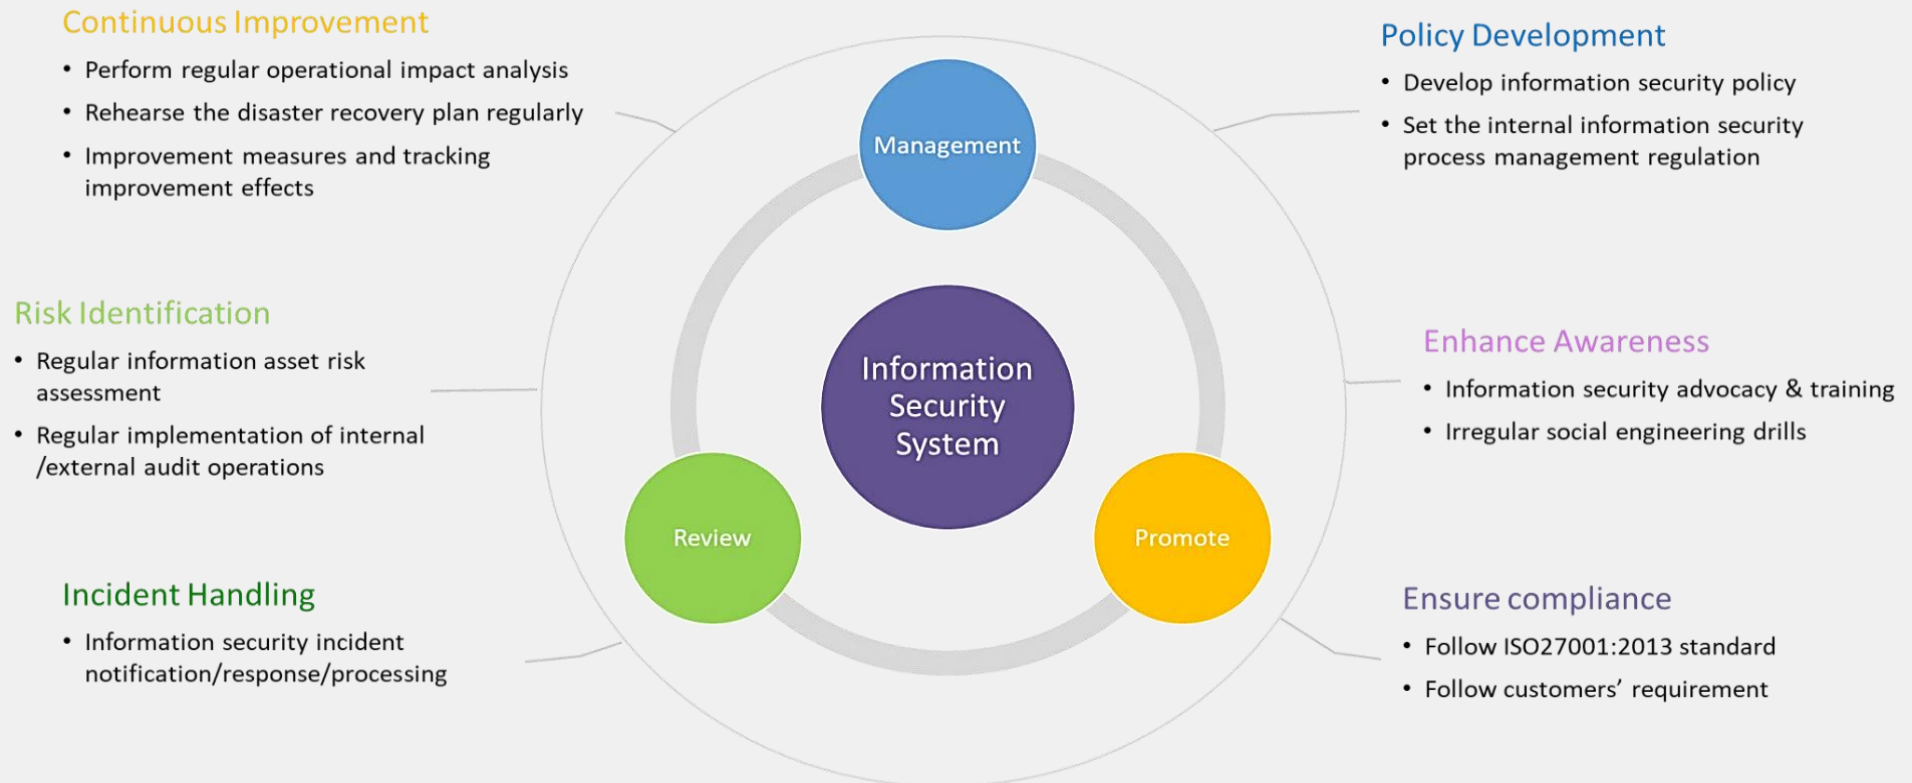 Continuous Improvement
• Perform regular operational impact analysis
• Rehearse the disaster recovery plan regularly
• Improvement measures and tracking
improvement effects
Risk Identification
• Regular information asset risk
assessment
• Regular implementation of internal
/external audit operations
Incident Handling
• Information security incident
notification/response/processing
Management
Information
Security
System
Review
Promote
Policy Development
• Develop information security policy
• Set the internal information security
process management regulation
Enhance Awareness
• Information security advocacy & training
• Irregular social engineering drills
Ensure compliance
• Follow ISO27001:2013 standard
• Follow customers’ requirement